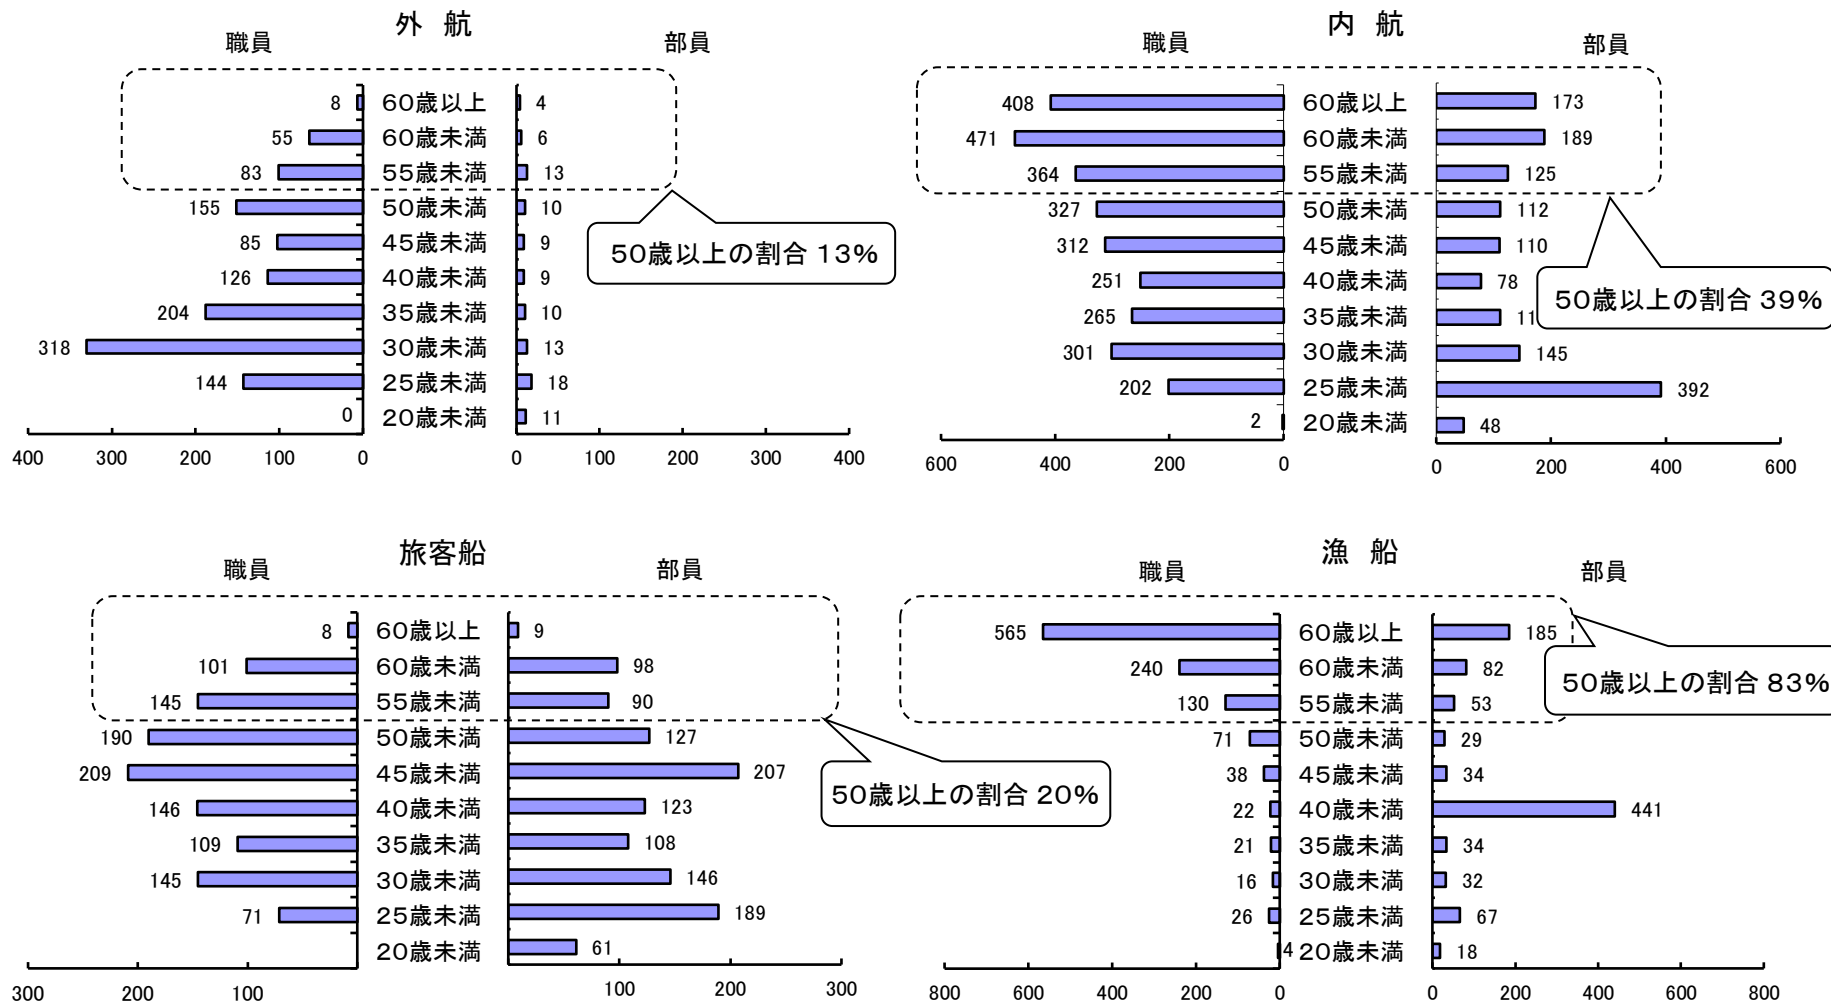 外 航
職員 部員
8 60歳以上 4
55 60歳未満 6
83 55歳未満 13
155 50歳未満 10
85 45歳未満 9
126 40歳未満 9
204 35歳未満 10
318 30歳未満 13
144 25歳未満 18
0 20歳未満 11
50歳以上の割合 13%
400 300 200 100 0 0 100 200 300 400
内 航
職員 部員
408 60歳以上 173
471 60歳未満 189
364 55歳未満 125
327 50歳未満 112
312 45歳未満 110
251 40歳未満 78
265 35歳未満 11
301 30歳未満 145
202 25歳未満 392
2 20歳未満 48
50歳以上の割合 39%
600 400 200 0 0 200 400 600
旅客船
職員 部員
8 60歳以上 9
101 60歳未満 98
145 55歳未満 90
190 50歳未満 127
209 45歳未満 207
146 40歳未満 123
109 35歳未満 108
145 30歳未満 146
71 25歳未満 189
20歳未満 61
50歳以上の割合 20%
300 200 100 100 200 300
漁 船
職員 部員
565 60歳以上 185
240 60歳未満 82
130 55歳未満 53
71 50歳未満 29
38 45歳未満 34
22 40歳未満 441
21 35歳未満 34
16 30歳未満 32
26 25歳未満 67
4 20歳未満 18
50歳以上の割合 83%
800 600 400 200 0 0 200 400 600 800